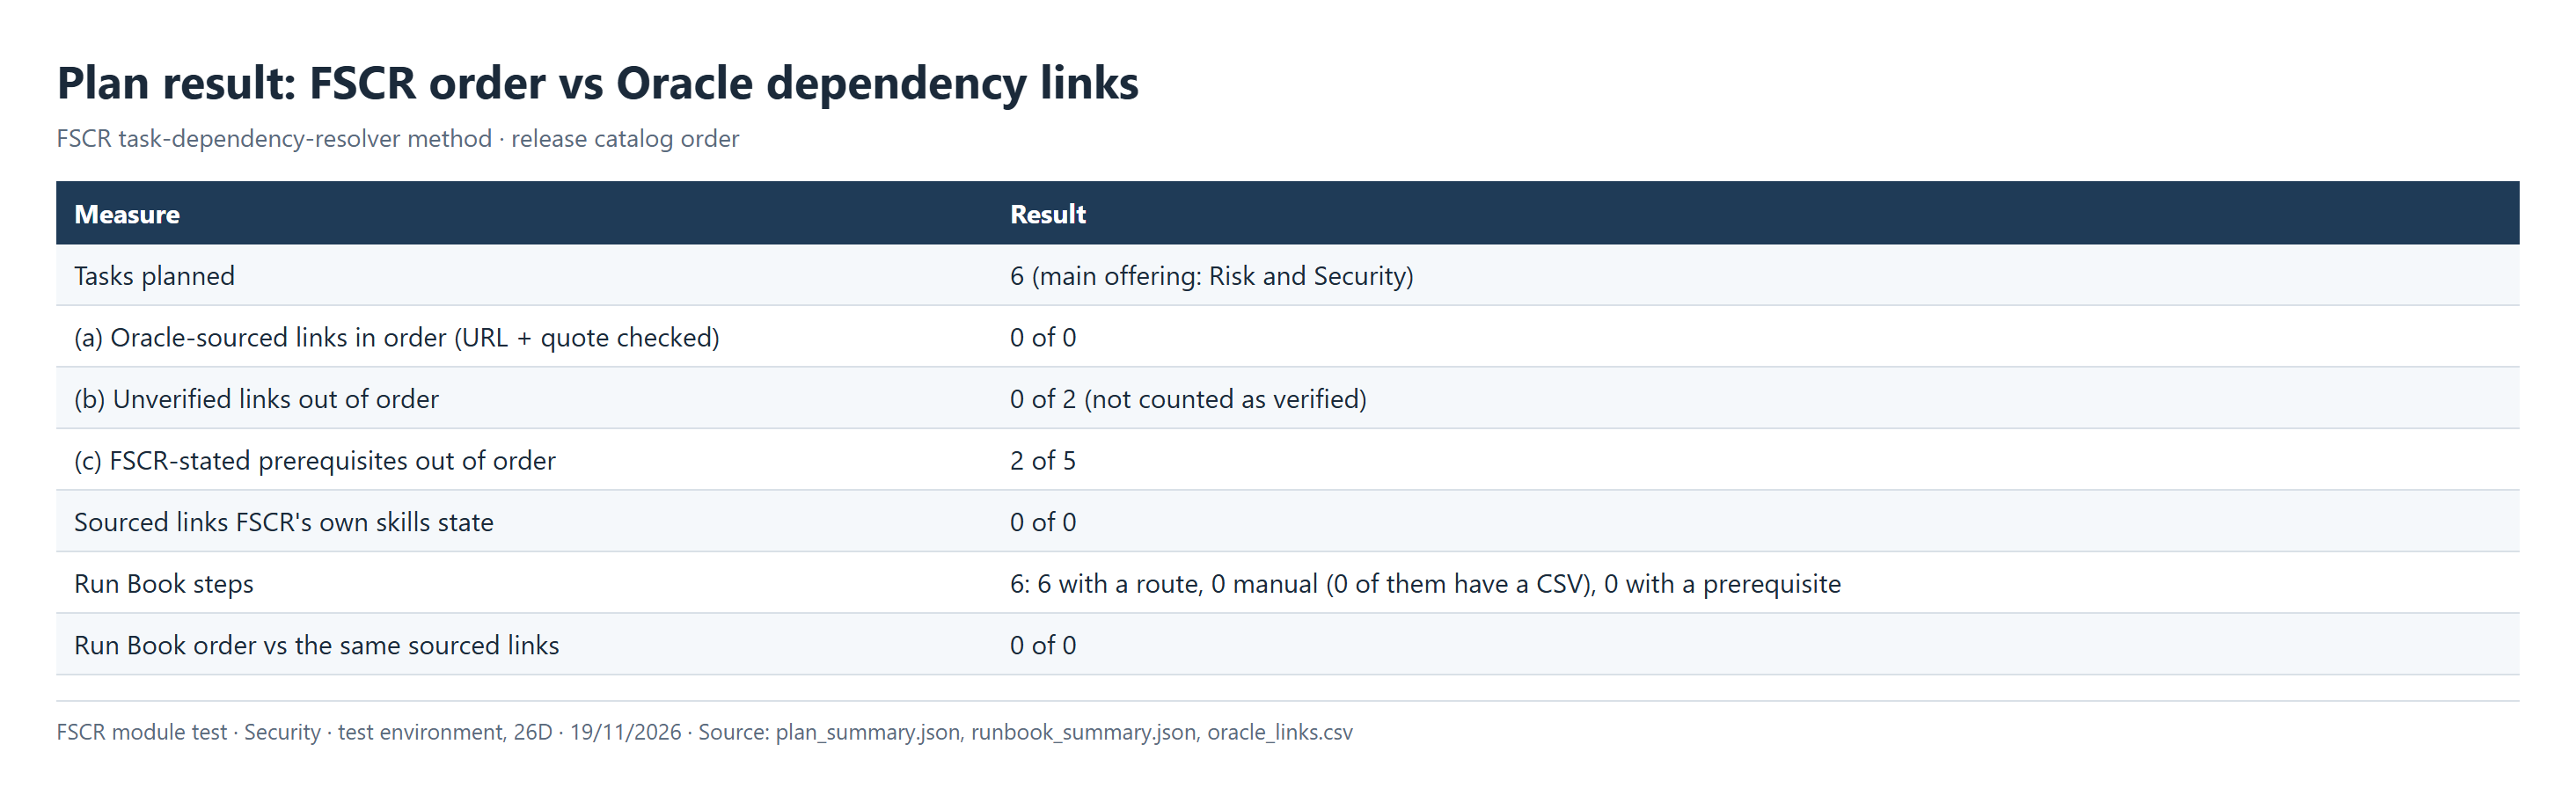 Plan result: FSCR order vs Oracle dependency links
FSCR task-dependency-resolver method · release catalog order
Measure Result
Tasks planned 6 (main offering: Risk and Security)
(a) Oracle-sourced links in order (URL + quote checked) 0 of 0
(b) Unverified links out of order 0 of 2 (not counted as verified)
(c) FSCR-stated prerequisites out of order 2 of 5
Sourced links FSCR's own skills state 0 of 0
Run Book steps 6: 6 with a route, 0 manual (0 of them have a CSV), 0 with a prerequisite
Run Book order vs the same sourced links 0 of 0
FSCR module test · Security · test environment, 26D · 19/11/2026 · Source: plan_summary.json, runbook_summary.json, oracle_links.csv